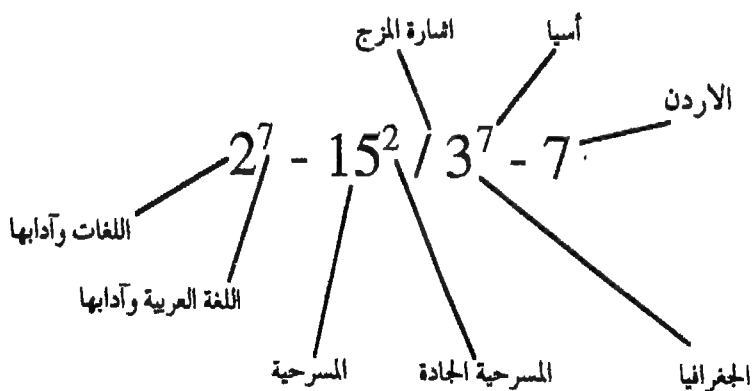 اشارة المزج
أسيا
الاردن
2⁷ - 15² / 3⁷ - 7
اللغات وآدابها
اللغة العربية وآدابها
المسرحية
المسرحية الجادة
الجغرافيا